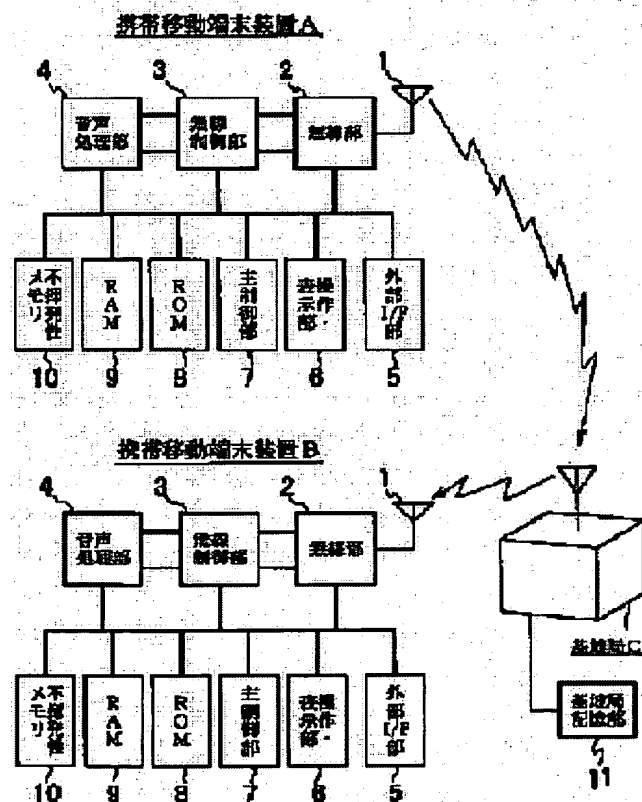 携帯移動端末装置A
4
3
2
1
音声
処理部
無線
制御部
無線部
不揮発性
メモリ
RAM
ROM
主制御部
操作・
表示部
外部
I/F部
10
9
8
7
6
5
携帯移動端末装置B
4
3
2
1
音声
処理部
無線
制御部
無線部
基地局C
不揮発性
メモリ
RAM
ROM
主制御部
操作・
表示部
外部
I/F部
基地局
記憶部
10
9
8
7
6
5
11